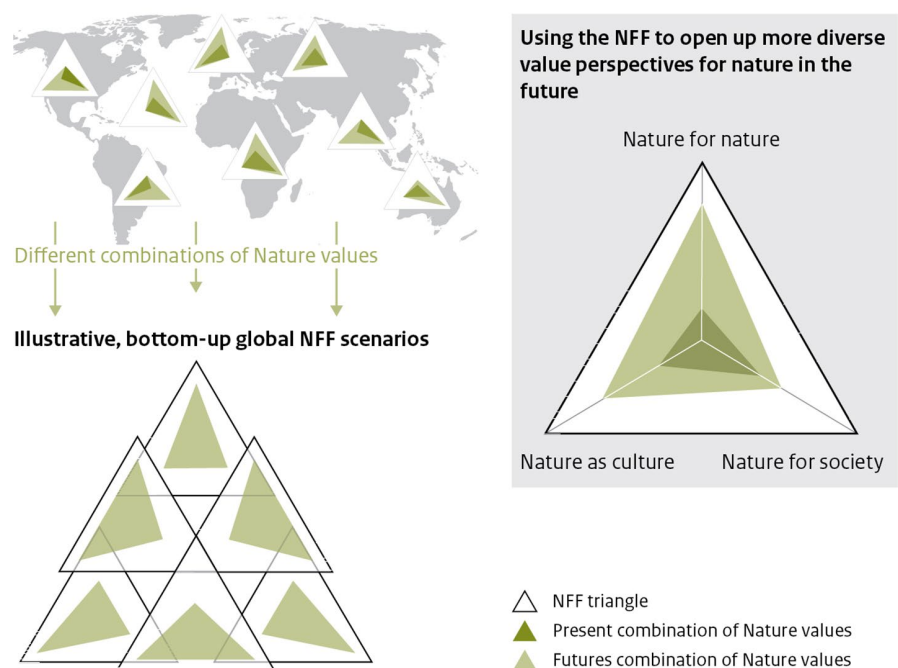 Different combinations of Nature values
Illustrative, bottom-up global NFF scenarios
Using the NFF to open up more diverse
value perspectives for nature in the
future
Nature for nature
Nature as culture
Nature for society
NFF triangle
Present combination of Nature values
Futures combination of Nature values